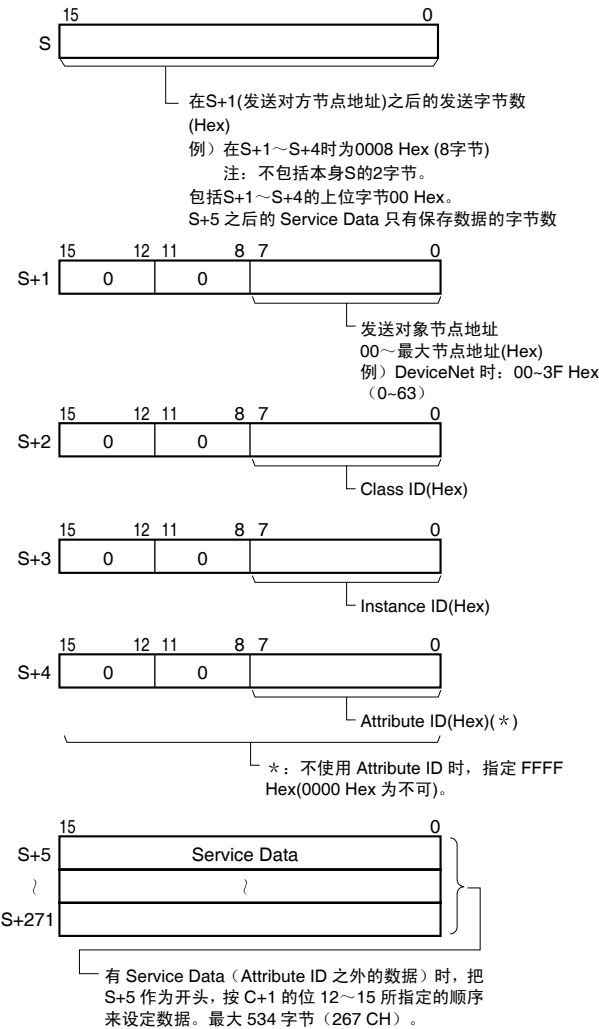 15 0
S
在S+1(发送对方节点地址)之后的发送字节数
(Hex)
例）在S+1～S+4时为0008 Hex (8字节)
注：不包括本身S的2字节。
包括S+1～S+4的上位字节00 Hex。
S+5 之后的 Service Data 只有保存数据的字节数
15 12 11 8 7 0
S+1 0 0
发送对象节点地址
00～最大节点地址(Hex)
例）DeviceNet 时：00~3F Hex
（0~63）
15 12 11 8 7 0
S+2 0 0
Class ID(Hex)
15 12 11 8 7 0
S+3 0 0
Instance ID(Hex)
15 12 11 8 7 0
S+4 0 0
Attribute ID(Hex)(＊)
＊：不使用 Attribute ID 时，指定 FFFF
Hex(0000 Hex 为不可)。
15 0
S+5 Service Data
～ ～
S+271
有 Service Data（Attribute ID 之外的数据）时，把
S+5 作为开头，按 C+1 的位 12～15 所指定的顺序
来设定数据。最大 534 字节（267 CH）。